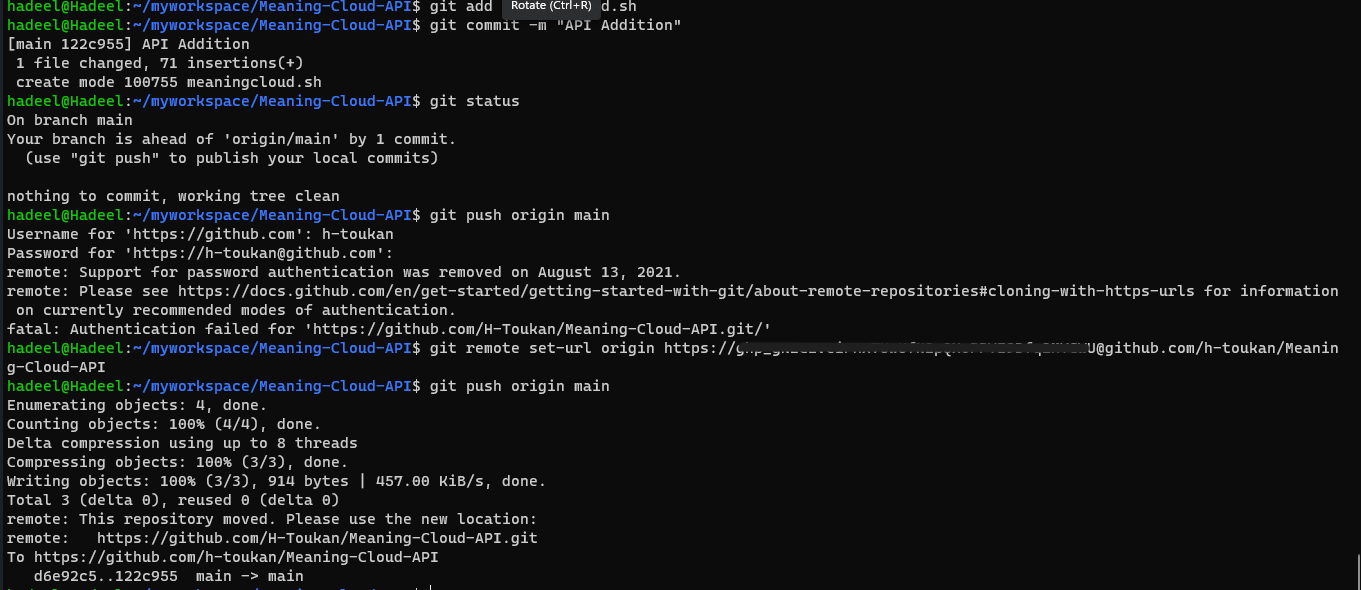 hadeel@Hadeel:~/myworkspace/Meaning-Cloud-API$ git add d.sh
Rotate (Ctrl+R)
hadeel@Hadeel:~/myworkspace/Meaning-Cloud-API$ git commit -m "API Addition"
[main 122c955] API Addition
 1 file changed, 71 insertions(+)
 create mode 100755 meaningcloud.sh
hadeel@Hadeel:~/myworkspace/Meaning-Cloud-API$ git status
On branch main
Your branch is ahead of 'origin/main' by 1 commit.
  (use "git push" to publish your local commits)
nothing to commit, working tree clean
hadeel@Hadeel:~/myworkspace/Meaning-Cloud-API$ git push origin main
Username for 'https://github.com': h-toukan
Password for 'https://h-toukan@github.com':
remote: Support for password authentication was removed on August 13, 2021.
remote: Please see https://docs.github.com/en/get-started/getting-started-with-git/about-remote-repositories#cloning-with-https-urls for information
 on currently recommended modes of authentication.
fatal: Authentication failed for 'https://github.com/H-Toukan/Meaning-Cloud-API.git/'
hadeel@Hadeel:~/myworkspace/Meaning-Cloud-API$ git remote set-url origin https:// U@github.com/h-toukan/Meanin
g-Cloud-API
hadeel@Hadeel:~/myworkspace/Meaning-Cloud-API$ git push origin main
Enumerating objects: 4, done.
Counting objects: 100% (4/4), done.
Delta compression using up to 8 threads
Compressing objects: 100% (3/3), done.
Writing objects: 100% (3/3), 914 bytes | 457.00 KiB/s, done.
Total 3 (delta 0), reused 0 (delta 0)
remote: This repository moved. Please use the new location:
remote:   https://github.com/H-Toukan/Meaning-Cloud-API.git
To https://github.com/h-toukan/Meaning-Cloud-API
   d6e92c5..122c955  main -> main